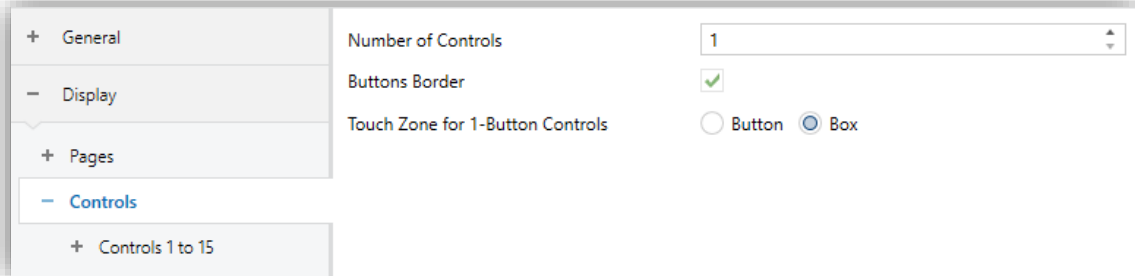 + General
− Display
+ Pages
− Controls
+ Controls 1 to 15
Number of Controls 1
Buttons Border
Touch Zone for 1-Button Controls Button Box